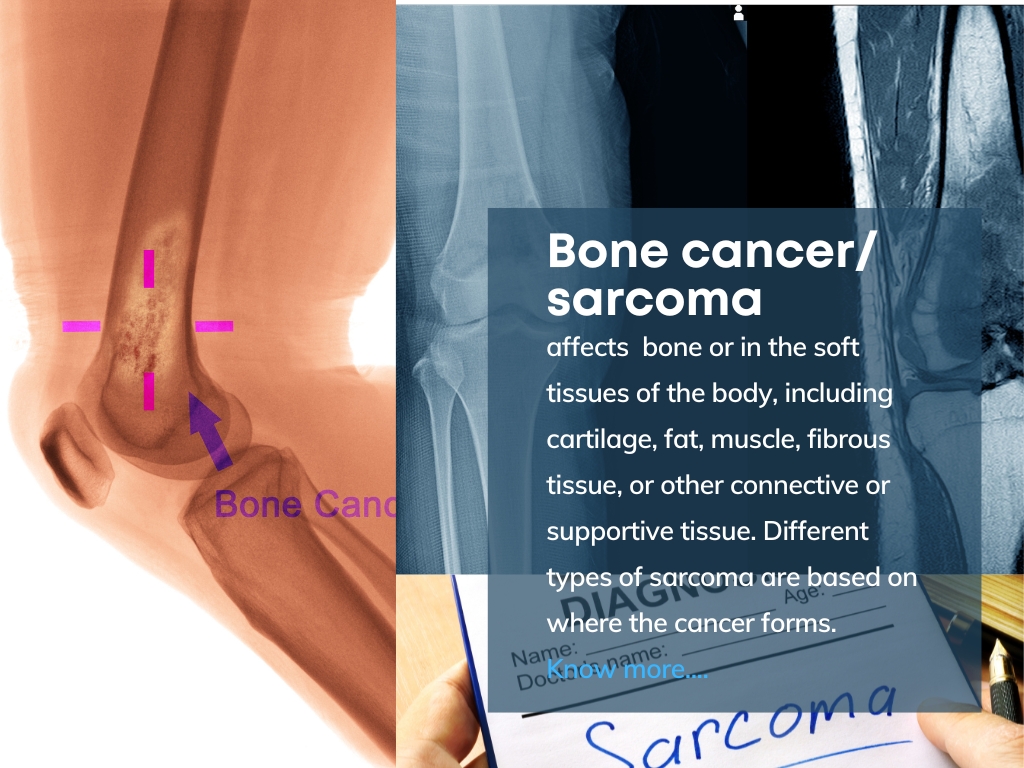 Bone Canc
Bone cancer/
sarcoma
affects  bone or in the soft
tissues of the body, including
cartilage, fat, muscle, fibrous
tissue, or other connective or
supportive tissue. Different
types of sarcoma are based on
where the cancer forms.
Know more....
Age:
Name:
Doctor's name:
Sarcoma